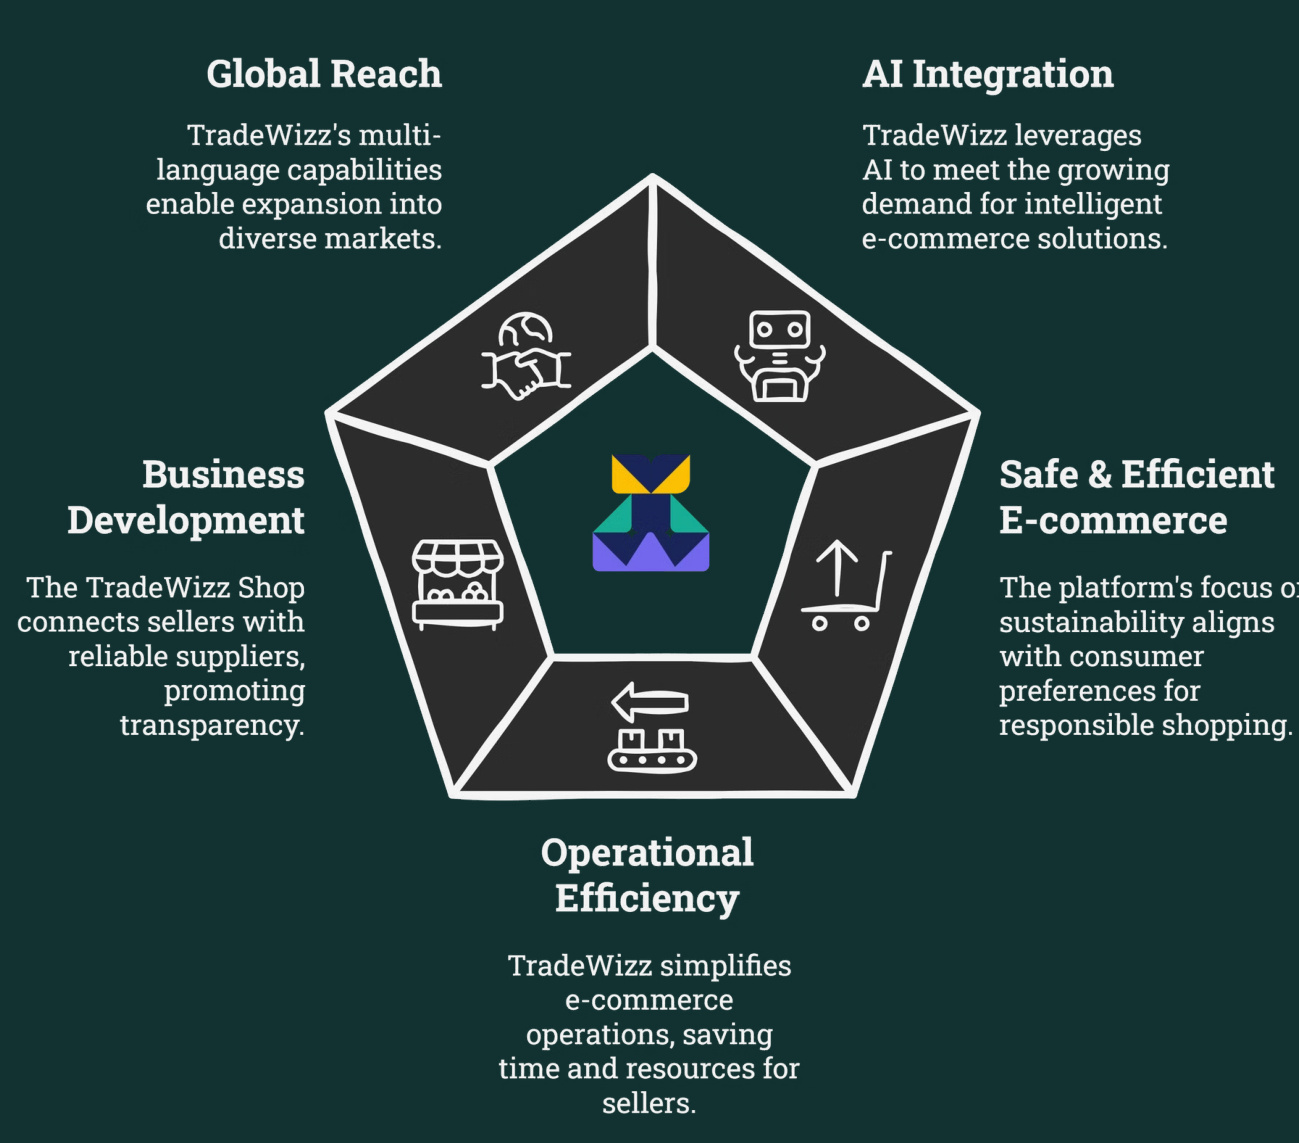 Global Reach
TradeWizz's multi-
language capabilities
enable expansion into
diverse markets.
AI Integration
TradeWizz leverages
AI to meet the growing
demand for intelligent
e-commerce solutions.
Business
Development
The TradeWizz Shop
connects sellers with
reliable suppliers,
promoting
transparency.
Safe & Efficient
E-commerce
The platform's focus
sustainability aligns
with consumer
preferences for
responsible shopping.
Operational
Efficiency
TradeWizz simplifies
e-commerce
operations, saving
time and resources for
sellers.